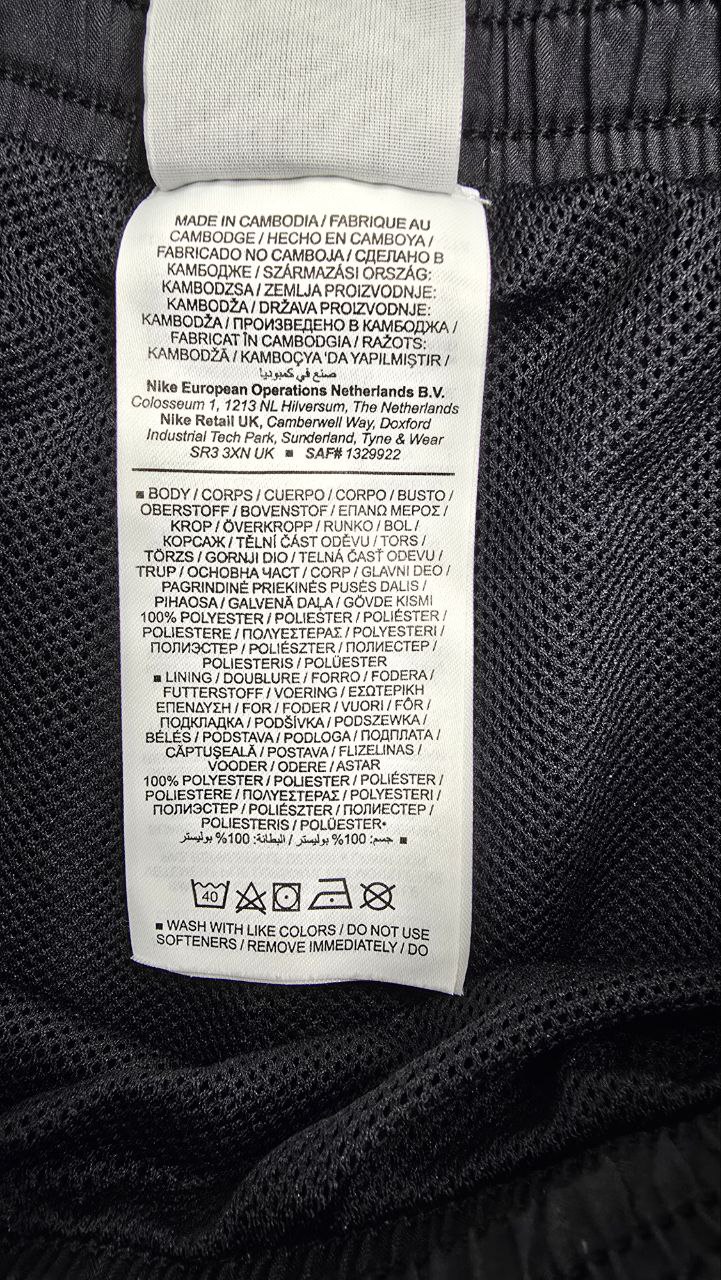 MADE IN CAMBODIA / FABRIQUE AU
CAMBODGE / HECHO EN CAMBOYA /
FABRICADO NO CAMBOJA / СДЕЛАНО В
КАМБОДЖЕ / SZÁRMAZÁSI ORSZÁG:
KAMBODZSA / ZEMLJA PROIZVODNJE:
KAMBODŽA / DRŽAVA PROIZVODNJE:
KAMBODŽA / ПРОИЗВЕДЕНО В КАМБОДЖА /
FABRICAT ÎN CAMBODGIA / RAŽOTS:
KAMBODŽĀ / KAMBOÇYA 'DA YAPILMIŞTIR /
صنع في كمبوديا
Nike European Operations Netherlands B.V.
Colosseum 1, 1213 NL Hilversum, The Netherlands
Nike Retail UK, Camberwell Way, Doxford
Industrial Tech Park, Sunderland, Tyne & Wear
SR3 3XN UK ■ SAF# 1329922
■ BODY / CORPS / CUERPO / CORPO / BUSTO /
OBERSTOFF / BOVENSTOF / ΕΠΑΝΩ ΜΕΡΟΣ /
KROP / ÖVERKROPP / RUNKO / BOL /
КОРСАЖ / TĚLNÍ ČÁST ODĚVU / TORS /
TÖRZS / GORNJI DIO / TELNÁ ČASŤ ODEVU /
TRUP / ОСНОВНА ЧАСТ / CORP / GLAVNI DEO /
PAGRINDINĖ PRIEKINĖS PUSĖS DALIS /
PIHAOSA / GALVENĀ DAĻA / GÖVDE KISMI
100% POLYESTER / POLIESTER / POLIÉSTER /
POLIESTERE / ΠΟΛΥΕΣΤΕΡΑΣ / POLYESTERI /
ПОЛИЭСТЕР / POLIÉSZTER / ПОЛИЕСТЕР /
POLIESTERIS / POLÜESTER
■ LINING / DOUBLURE / FORRO / FODERA /
FUTTERSTOFF / VOERING / ΕΣΩΤΕΡΙΚΗ
ΕΠΕΝΔΥΣΗ / FOR / FODER / VUORI / FÔR /
ПОДКЛАДКА / PODŠÍVKA / PODSZEWKA /
BÉLÉS / PODSTAVA / PODLOGA / ПОДПЛАТА /
CĂPTUŞEALĂ / POSTAVA / FLIZELINAS /
VOODER / ODERE / ASTAR
100% POLYESTER / POLIESTER / POLIÉSTER /
POLIESTERE / ΠΟΛΥΕΣΤΕΡΑΣ / POLYESTERI /
ПОЛИЭСТЕР / POLIÉSZTER / ПОЛИЕСТЕР /
POLIESTERIS / POLÜESTER•
■ جسم: 100% بوليستر / البطانة: 100% بوليستر
40
■ WASH WITH LIKE COLORS / DO NOT USE
SOFTENERS / REMOVE IMMEDIATELY / DO